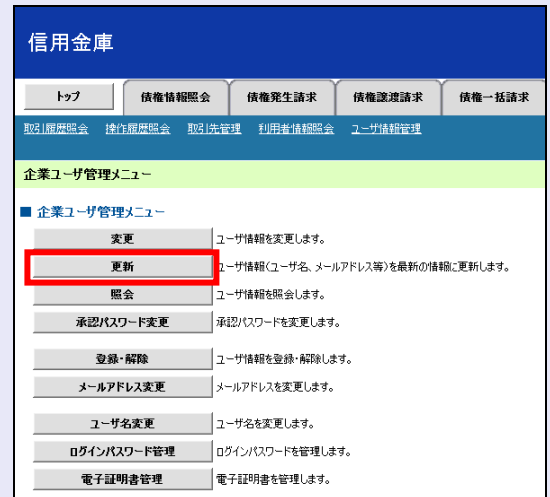 信用金庫
トップ 債権情報照会 債権発生請求 債権譲渡請求 債権一括請求
取引履歴照会 操作履歴照会 取引先管理 利用者情報照会 ユーザ情報管理
企業ユーザ管理メニュー
■ 企業ユーザ管理メニュー
変更 ユーザ情報を変更します。
更新 ユーザ情報(ユーザ名、メールアドレス等)を最新の情報に更新します。
照会 ユーザ情報を照会します。
承認パスワード変更 承認パスワードを変更します。
登録・解除 ユーザ情報を登録・解除します。
メールアドレス変更 メールアドレスを変更します。
ユーザ名変更 ユーザ名を変更します。
ログインパスワード管理 ログインパスワードを管理します。
電子証明書管理 電子証明書を管理します。